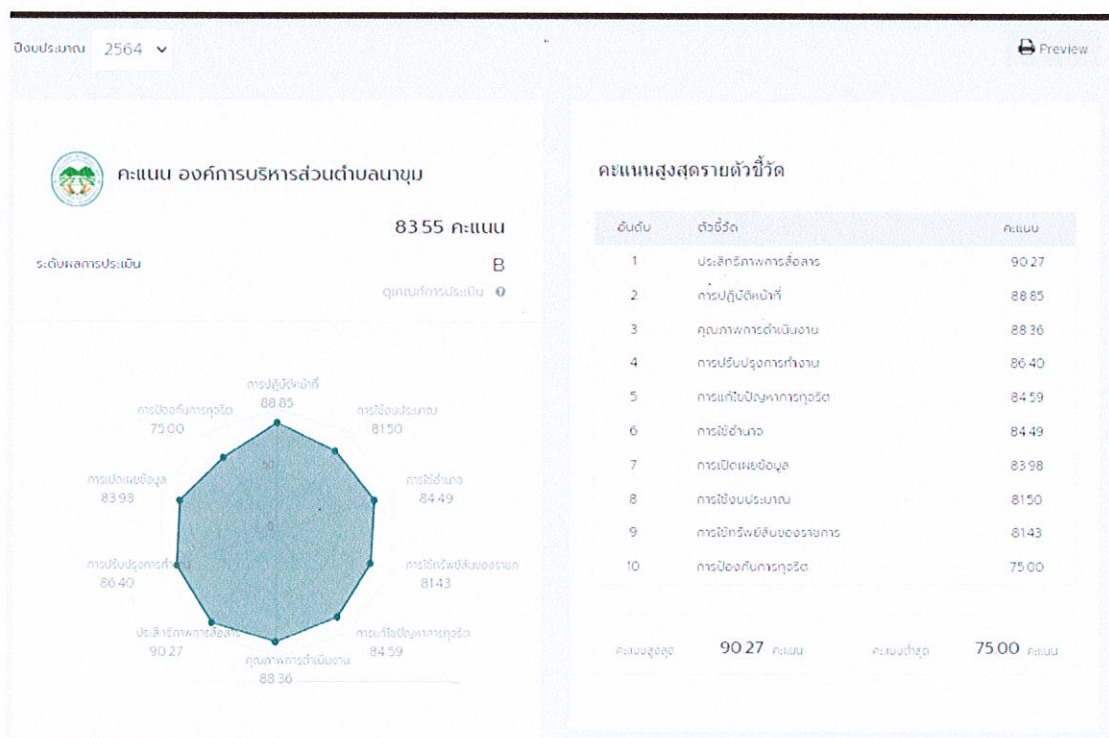 ปีงบประมาณ 2564
Preview
คะแนน องค์การบริหารส่วนตำบลนาขุม
83.55 คะแนน
ระดับผลการประเมิน B
ดูเกณฑ์การประเมิน
การปฏิบัติหน้าที่
88.85
การใช้งบประมาณ
81.50
การใช้อำนาจ
84.49
การใช้ทรัพย์สินของราชก
81.43
การแก้ไขปัญหาการทุจริต
84.59
คุณภาพการดำเนินงาน
88.36
ประสิทธิภาพการสื่อสาร
90.27
การปรับปรุงการทำงาน
86.40
การเปิดเผยข้อมูล
83.98
การป้องกันการทุจริต
75.00
50
0
คะแนนสูงสุดรายตัวชี้วัด
อันดับ ตัวชี้วัด คะแนน
1 ประสิทธิภาพการสื่อสาร 90.27
2 การปฏิบัติหน้าที่ 88.85
3 คุณภาพการดำเนินงาน 88.36
4 การปรับปรุงการทำงาน 86.40
5 การแก้ไขปัญหาการทุจริต 84.59
6 การใช้อำนาจ 84.49
7 การเปิดเผยข้อมูล 83.98
8 การใช้งบประมาณ 81.50
9 การใช้ทรัพย์สินของราชการ 81.43
10 การป้องกันการทุจริต 75.00
คะแนนสูงสุด 90.27 คะแนน คะแนนต่ำสุด 75.00 คะแนน